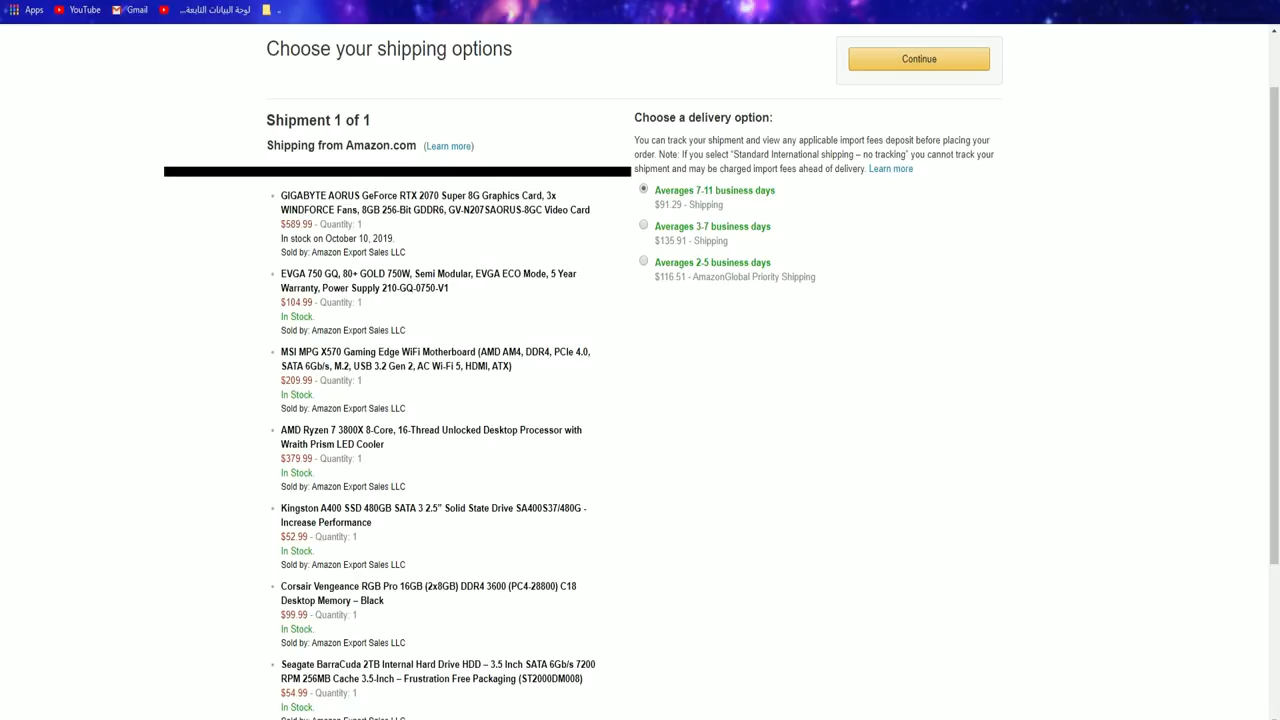 Apps YouTube Gmail لوحة البيانات التابعة...
Choose your shipping options
Continue
Shipment 1 of 1
Shipping from Amazon.com (Learn more)
GIGABYTE AORUS GeForce RTX 2070 Super 8G Graphics Card, 3x
WINDFORCE Fans, 8GB 256-Bit GDDR6, GV-N207SAORUS-8GC Video Card
$589.99 - Quantity: 1
In stock on October 10, 2019.
Sold by: Amazon Export Sales LLC
EVGA 750 GQ, 80+ GOLD 750W, Semi Modular, EVGA ECO Mode, 5 Year
Warranty, Power Supply 210-GQ-0750-V1
$104.99 - Quantity: 1
In Stock.
Sold by: Amazon Export Sales LLC
MSI MPG X570 Gaming Edge WiFi Motherboard (AMD AM4, DDR4, PCIe 4.0,
SATA 6Gb/s, M.2, USB 3.2 Gen 2, AC Wi-Fi 5, HDMI, ATX)
$209.99 - Quantity: 1
In Stock.
Sold by: Amazon Export Sales LLC
AMD Ryzen 7 3800X 8-Core, 16-Thread Unlocked Desktop Processor with
Wraith Prism LED Cooler
$379.99 - Quantity: 1
In Stock.
Sold by: Amazon Export Sales LLC
Kingston A400 SSD 480GB SATA 3 2.5" Solid State Drive SA400S37/480G -
Increase Performance
$52.99 - Quantity: 1
In Stock.
Sold by: Amazon Export Sales LLC
Corsair Vengeance RGB Pro 16GB (2x8GB) DDR4 3600 (PC4-28800) C18
Desktop Memory – Black
$99.99 - Quantity: 1
In Stock.
Sold by: Amazon Export Sales LLC
Seagate BarraCuda 2TB Internal Hard Drive HDD – 3.5 Inch SATA 6Gb/s 7200
RPM 256MB Cache 3.5-Inch – Frustration Free Packaging (ST2000DM008)
$54.99 - Quantity: 1
In Stock.
Sold by: Amazon Export Sales LLC
Choose a delivery option:
You can track your shipment and view any applicable import fees deposit before placing your
order. Note: If you select “Standard International shipping – no tracking” you cannot track your
shipment and may be charged import fees ahead of delivery. Learn more
Averages 7-11 business days
$91.29 - Shipping
Averages 3-7 business days
$135.91 - Shipping
Averages 2-5 business days
$116.51 - AmazonGlobal Priority Shipping